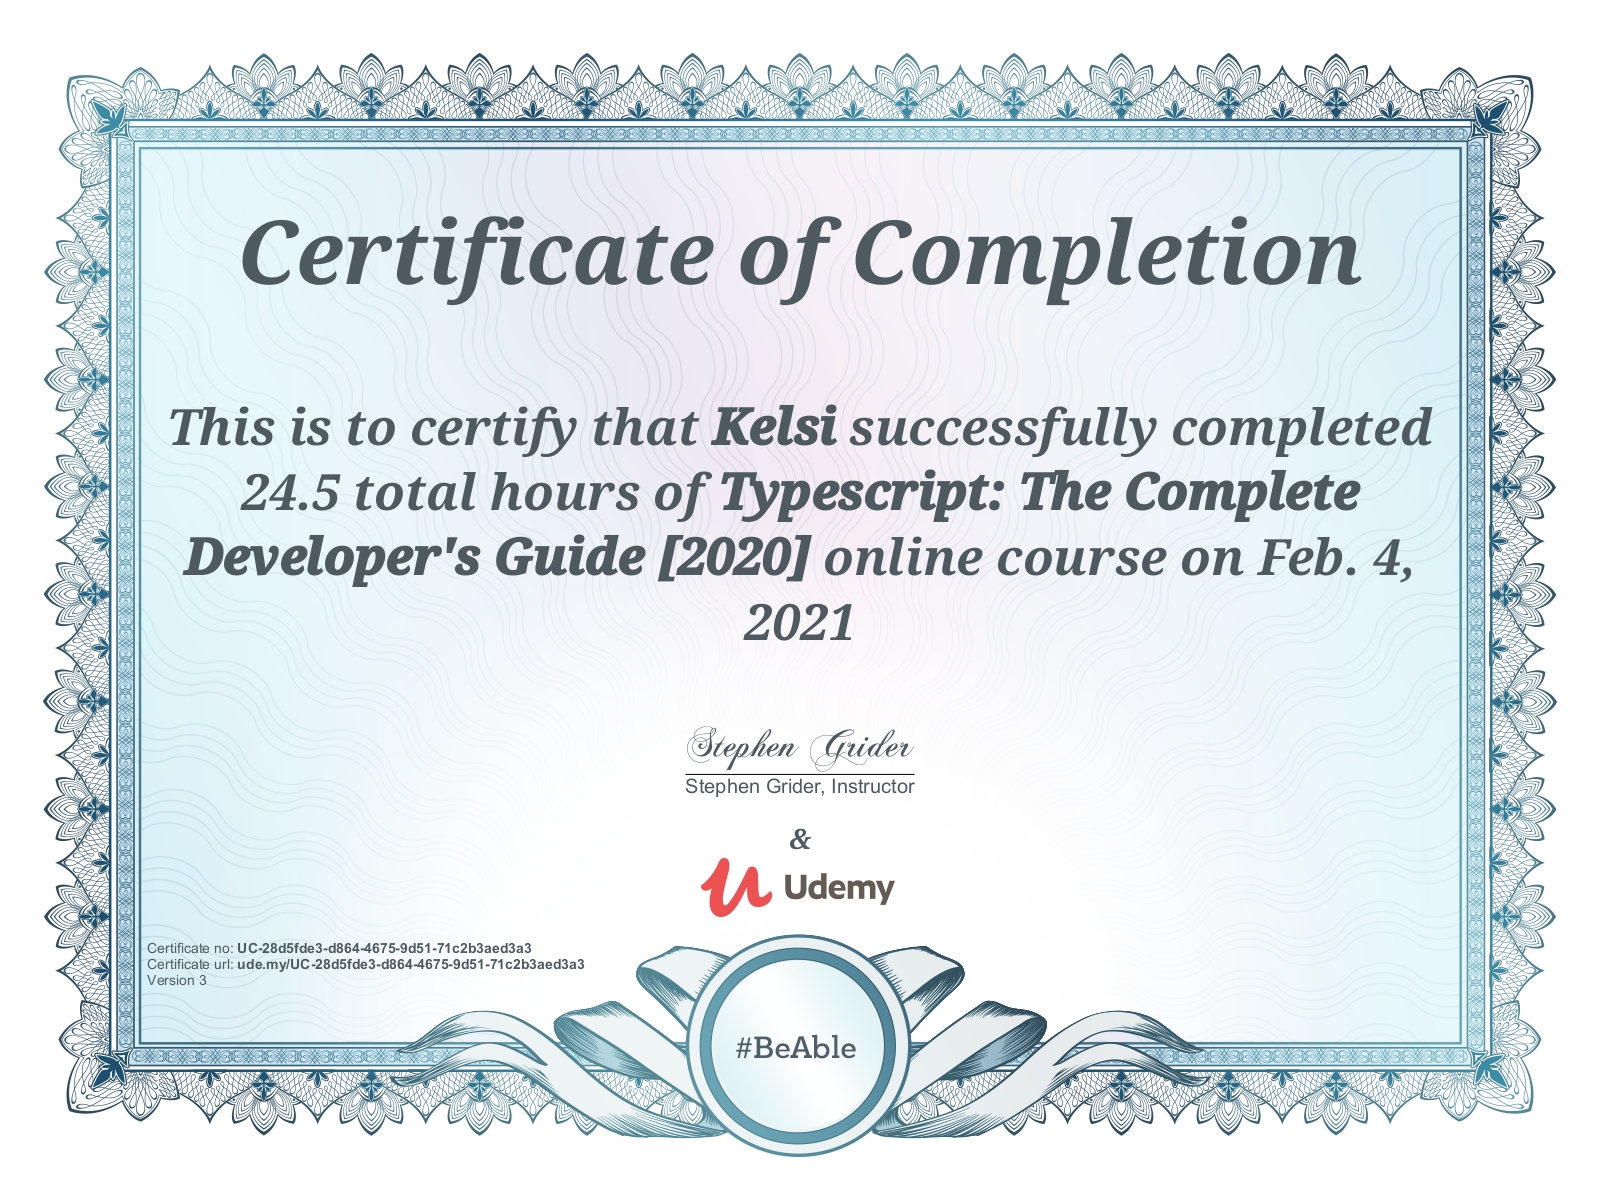 Certificate of Completion
This is to certify that Kelsi successfully completed
24.5 total hours of Typescript: The Complete
Developer's Guide [2020] online course on Feb. 4,
2021
Stephen Grider
Stephen Grider, Instructor
&
Udemy
Certificate no: UC-28d5fde3-d864-4675-9d51-71c2b3aed3a3
Certificate url: ude.my/UC-28d5fde3-d864-4675-9d51-71c2b3aed3a3
Version 3
#BeAble